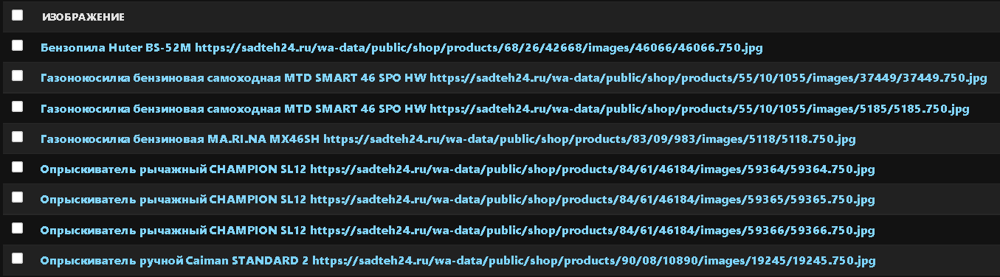 ИЗОБРАЖЕНИЕ
Бензопила Huter BS-52M https://sadteh24.ru/wa-data/public/shop/products/68/26/42668/images/46066/46066.750.jpg
Газонокосилка бензиновая самоходная MTD SMART 46 SPO HW https://sadteh24.ru/wa-data/public/shop/products/55/10/1055/images/37449/37449.750.jpg
Газонокосилка бензиновая самоходная MTD SMART 46 SPO HW https://sadteh24.ru/wa-data/public/shop/products/55/10/1055/images/5185/5185.750.jpg
Газонокосилка бензиновая MA.RI.NA MX46SH https://sadteh24.ru/wa-data/public/shop/products/83/09/983/images/5118/5118.750.jpg
Опрыскиватель рычажный CHAMPION SL12 https://sadteh24.ru/wa-data/public/shop/products/84/61/46184/images/59364/59364.750.jpg
Опрыскиватель рычажный CHAMPION SL12 https://sadteh24.ru/wa-data/public/shop/products/84/61/46184/images/59365/59365.750.jpg
Опрыскиватель рычажный CHAMPION SL12 https://sadteh24.ru/wa-data/public/shop/products/84/61/46184/images/59366/59366.750.jpg
Опрыскиватель ручной Caiman STANDARD 2 https://sadteh24.ru/wa-data/public/shop/products/90/08/10890/images/19245/19245.750.jpg